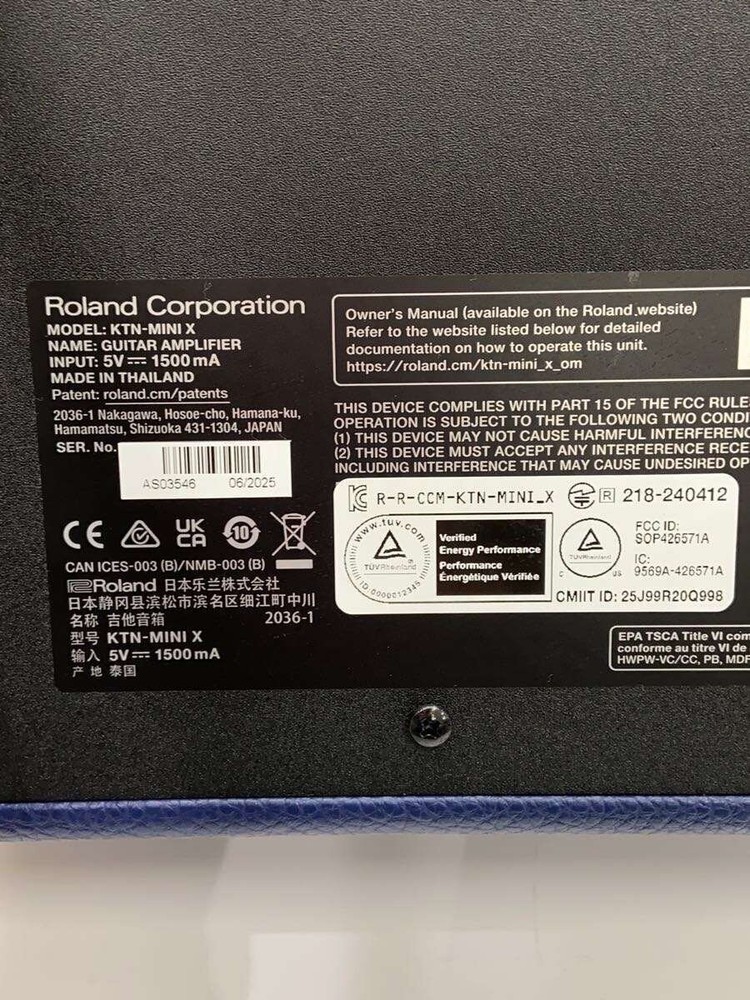 Roland Corporation
MODEL: KTN-MINI X
NAME: GUITAR AMPLIFIER
INPUT: 5V⎓ 1500mA
MADE IN THAILAND
Patent: roland.cm/patents
2036-1 Nakagawa, Hosoe-cho, Hamana-ku,
Hamamatsu, Shizuoka 431-1304, JAPAN
SER. No.
AS03546 06/2025
CE UK CA 10
CAN ICES-003 (B)/NMB-003 (B)
Roland 日本乐兰株式会社
日本静冈县滨松市滨名区细江町中川
名称 吉他音箱 2036-1
型号 KTN-MINI X
输入 5V⎓ 1500mA
产 地 泰国
Owner's Manual (available on the Roland website)
Refer to the website listed below for detailed
documentation on how to operate this unit.
https://roland.cm/ktn-mini_x_om
THIS DEVICE COMPLIES WITH PART 15 OF THE FCC RULE
OPERATION IS SUBJECT TO THE FOLLOWING TWO CONDI
(1) THIS DEVICE MAY NOT CAUSE HARMFUL INTERFERENC
(2) THIS DEVICE MUST ACCEPT ANY INTERFERENCE RECE
INCLUDING INTERFERENCE THAT MAY CAUSE UNDESIRED OP
R-R-CCM-KTN-MINI_X R 218-240412
www.tuv.com
TÜVRheinland
ID:0000012345
Verified
Energy Performance
Performance
Énergétique Vérifiée
TÜVRheinland
C US
FCC ID:
SOP426571A
IC:
9569A-426571A
CMIIT ID: 25J99R20Q998
EPA TSCA Title VI com
conforme au titre VI de
HWPW-VC/CC, PB, MDF